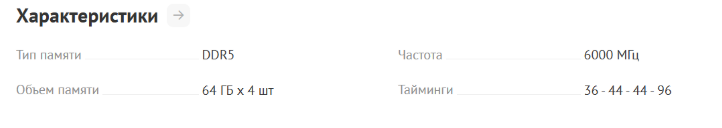 Характеристики
Тип памяти DDR5
Частота 6000 МГц
Объем памяти 64 ГБ x 4 шт
Тайминги 36 - 44 - 44 - 96